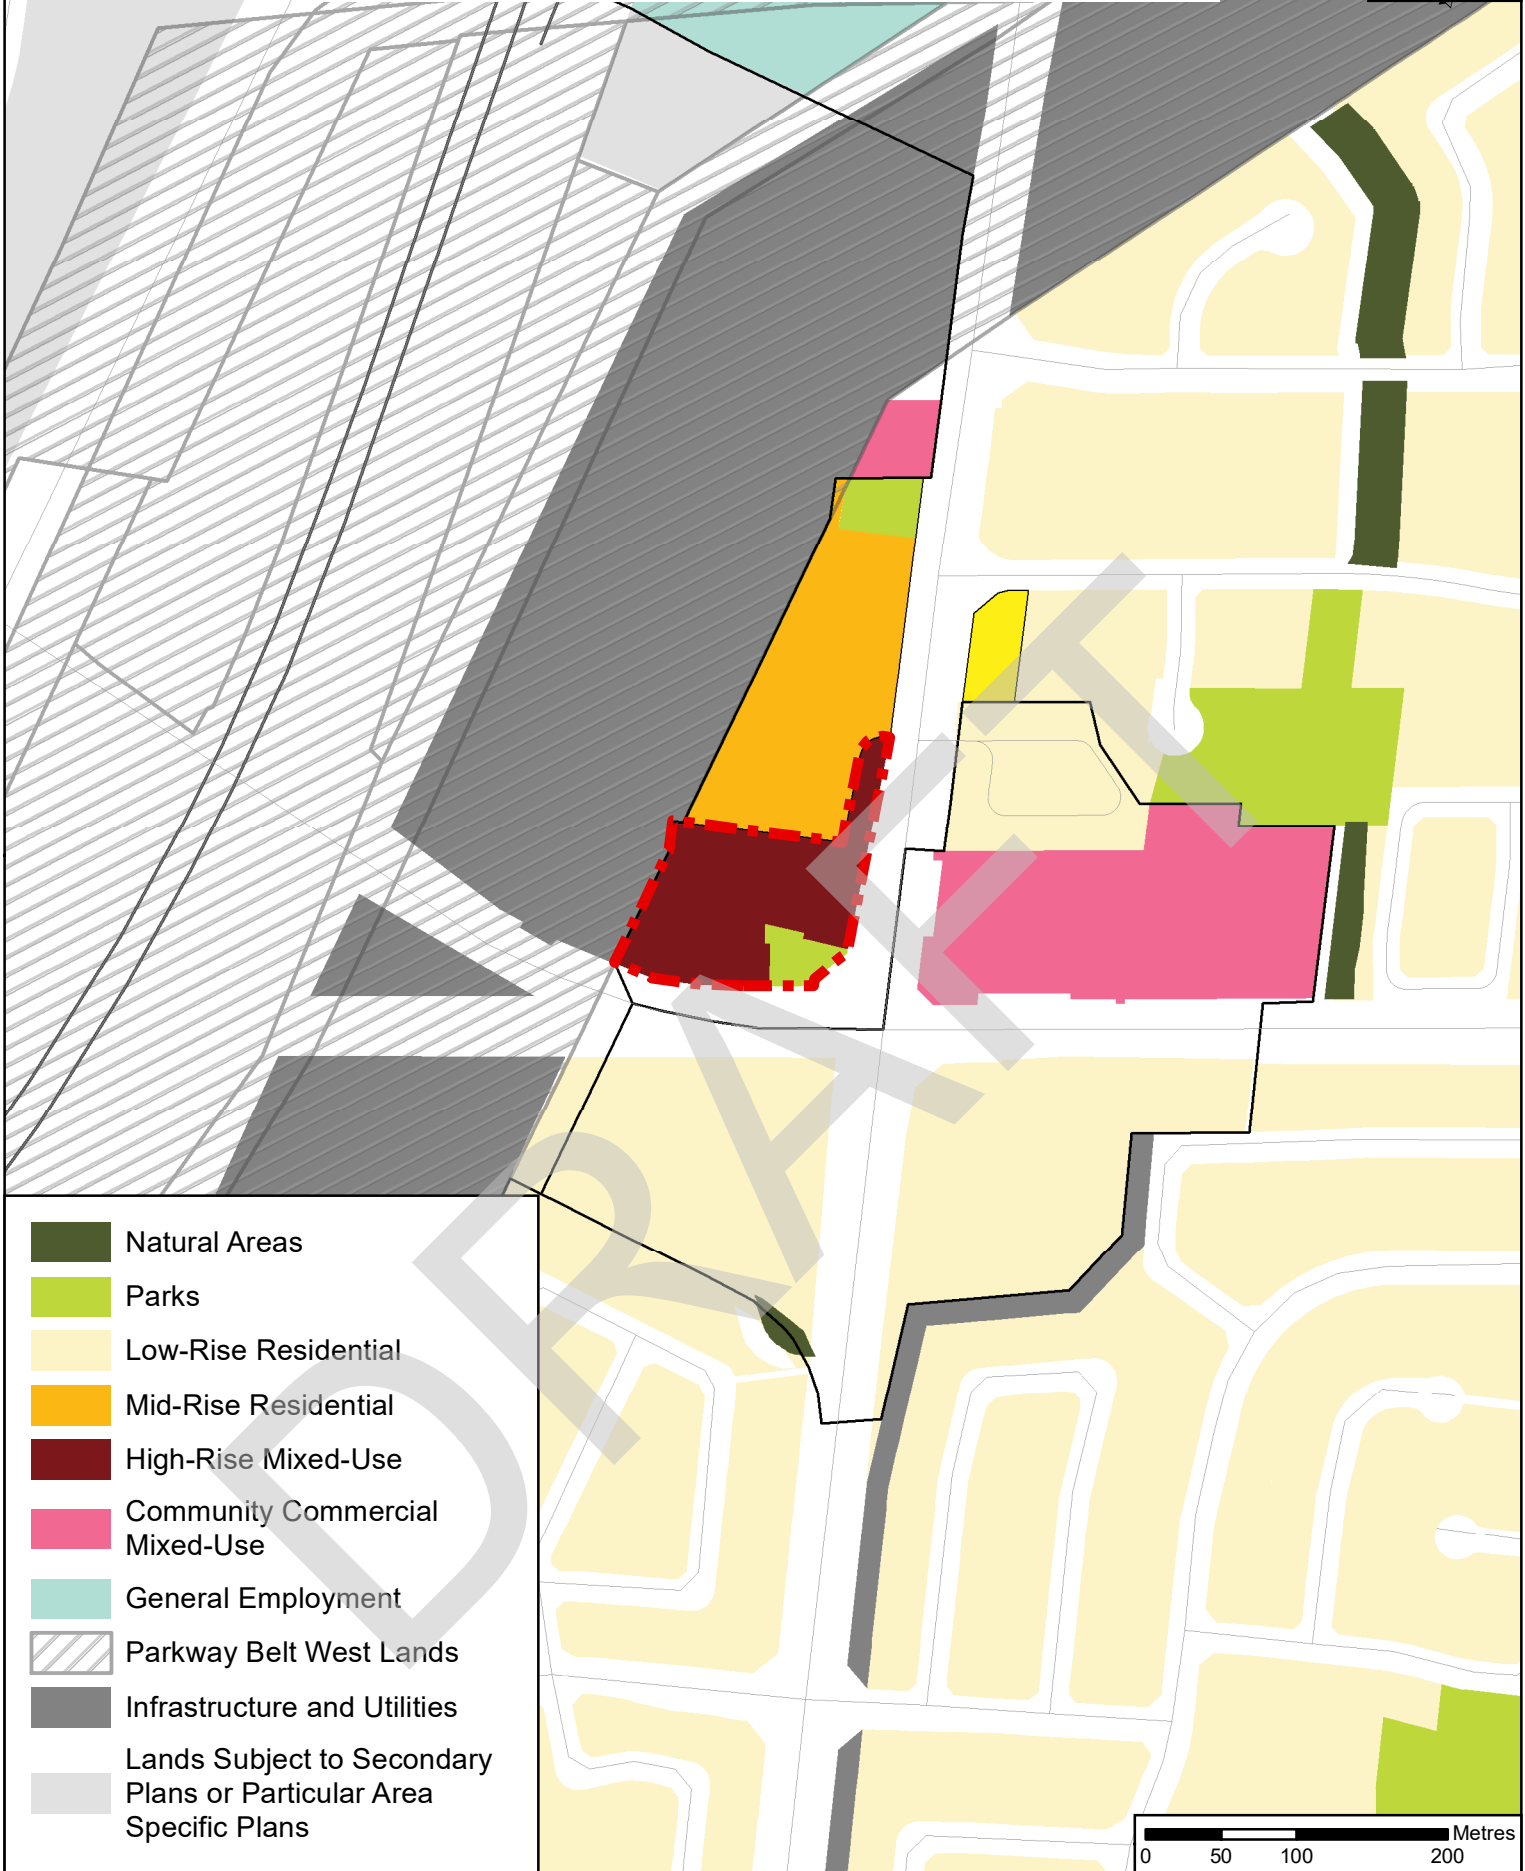 DRAFT
Natural Areas
Parks
Low-Rise Residential
Mid-Rise Residential
High-Rise Mixed-Use
Community Commercial
Mixed-Use
General Employment
Parkway Belt West Lands
Infrastructure and Utilities
Lands Subject to Secondary
Plans or Particular Area
Specific Plans
Metres
0 50 100 200